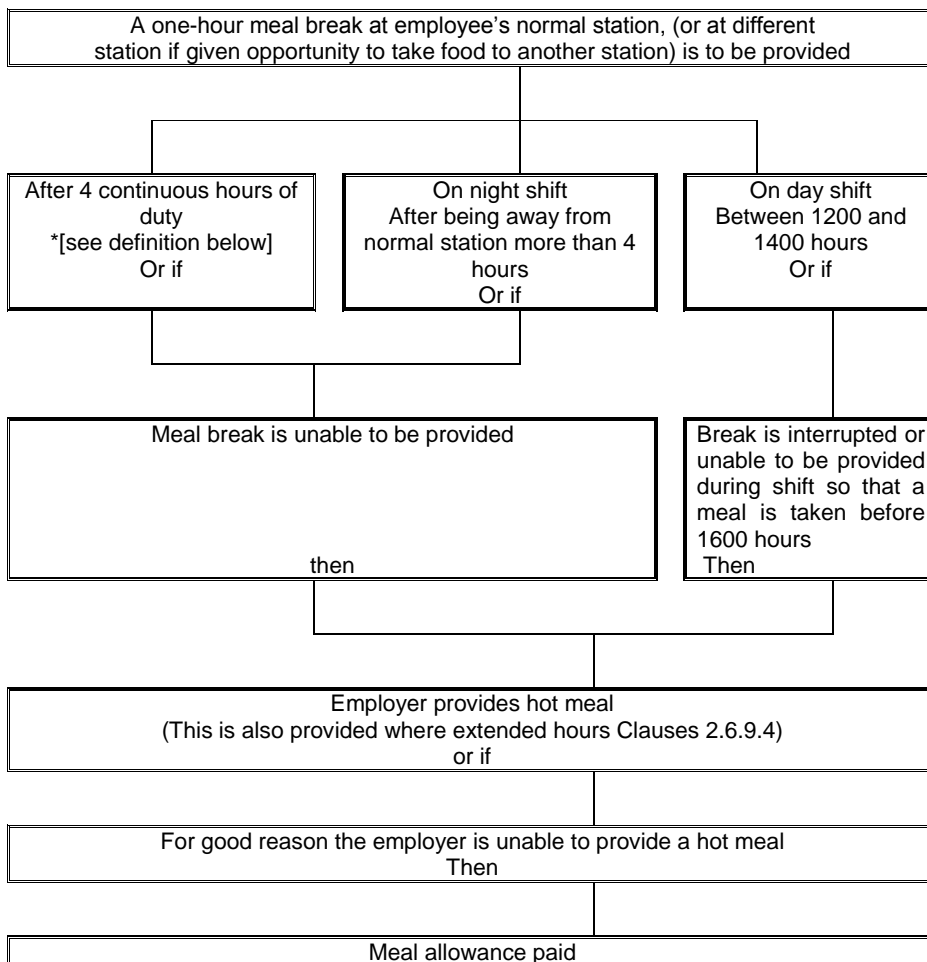 A one-hour meal break at employee's normal station, (or at different
station if given opportunity to take food to another station) is to be provided
After 4 continuous hours of
duty
*[see definition below]
Or if
On night shift
After being away from
normal station more than 4
hours
Or if
On day shift
Between 1200 and
1400 hours
Or if
Meal break is unable to be provided
then
Break is interrupted or
unable to be provided
during shift so that a
meal is taken before
1600 hours
Then
Employer provides hot meal
(This is also provided where extended hours Clauses 2.6.9.4)
or if
For good reason the employer is unable to provide a hot meal
Then
Meal allowance paid